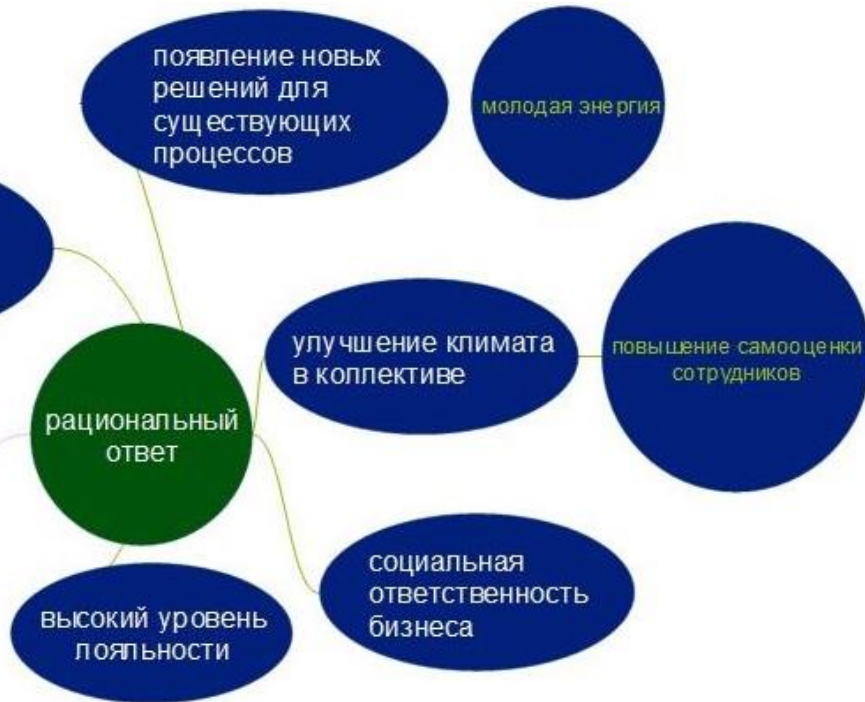 появление новых
решений для
существующих
процессов
молодая энергия
улучшение климата
в коллективе
повышение самооценки
сотрудников
рациональный
ответ
социальная
ответственность
бизнеса
высокий уровень
лояльности